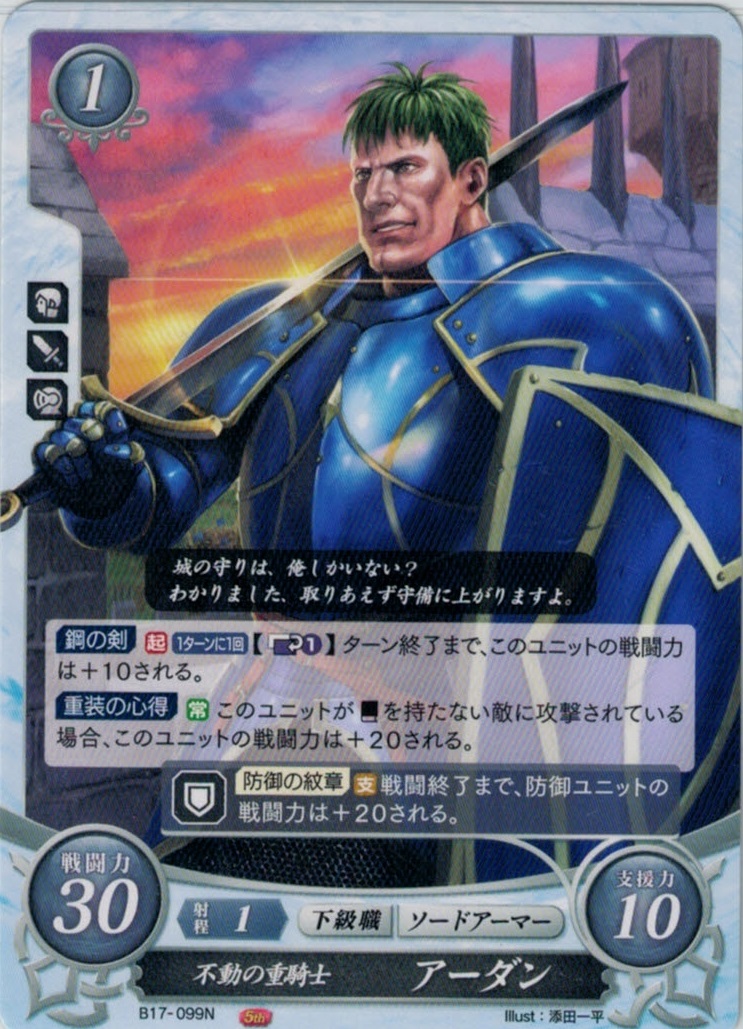 1
城の守りは、俺しかいない?
わかりました、取りあえず守備に上がりますよ。
鋼の剣 起 1ターンに1回【1】ターン終了まで、このユニットの戦闘力
は+10される。
重装の心得 常 このユニットが■を持たない敵に攻撃されている
場合、このユニットの戦闘力は+20される。
防御の紋章 支 戦闘終了まで、防御ユニットの
戦闘力は+20される。
戦闘力
30
射程 1 下級職 ソードアーマー
支援力
10
不動の重騎士 アーダン
B17-099N 5th Illust:添田一平